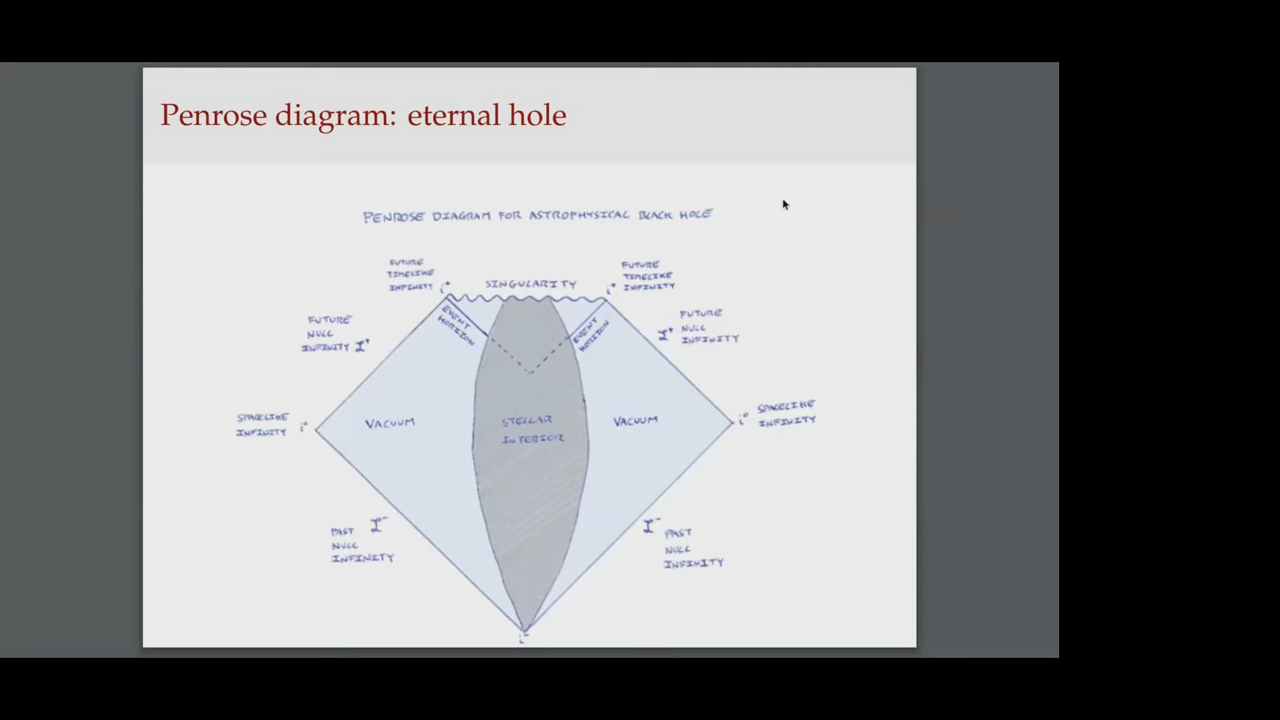 Penrose diagram: eternal hole
PENROSE DIAGRAM FOR ASTROPHYSICAL BLACK HOLE
FUTURE
TIMELIKE
INFINITY i⁺
SINGULARITY
FUTURE
TIMELIKE
i⁺ INFINITY
EVENT
HORIZON
EVENT
HORIZON
FUTURE
NULL
INFINITY ℐ⁺
FUTURE
ℐ⁺ NULL
INFINITY
SPACELIKE
INFINITY i⁰
VACUUM
STELLAR
INTERIOR
VACUUM
i⁰ SPACELIKE
INFINITY
PAST ℐ⁻
NULL
INFINITY
ℐ⁻ PAST
NULL
INFINITY
i⁻